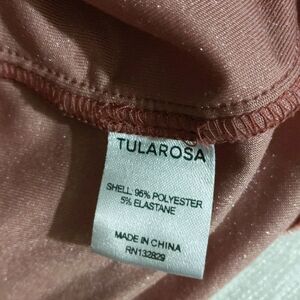 TULAROSA
SHELL 95% POLYESTER
5% ELASTANE
MADE IN CHINA
RN132829